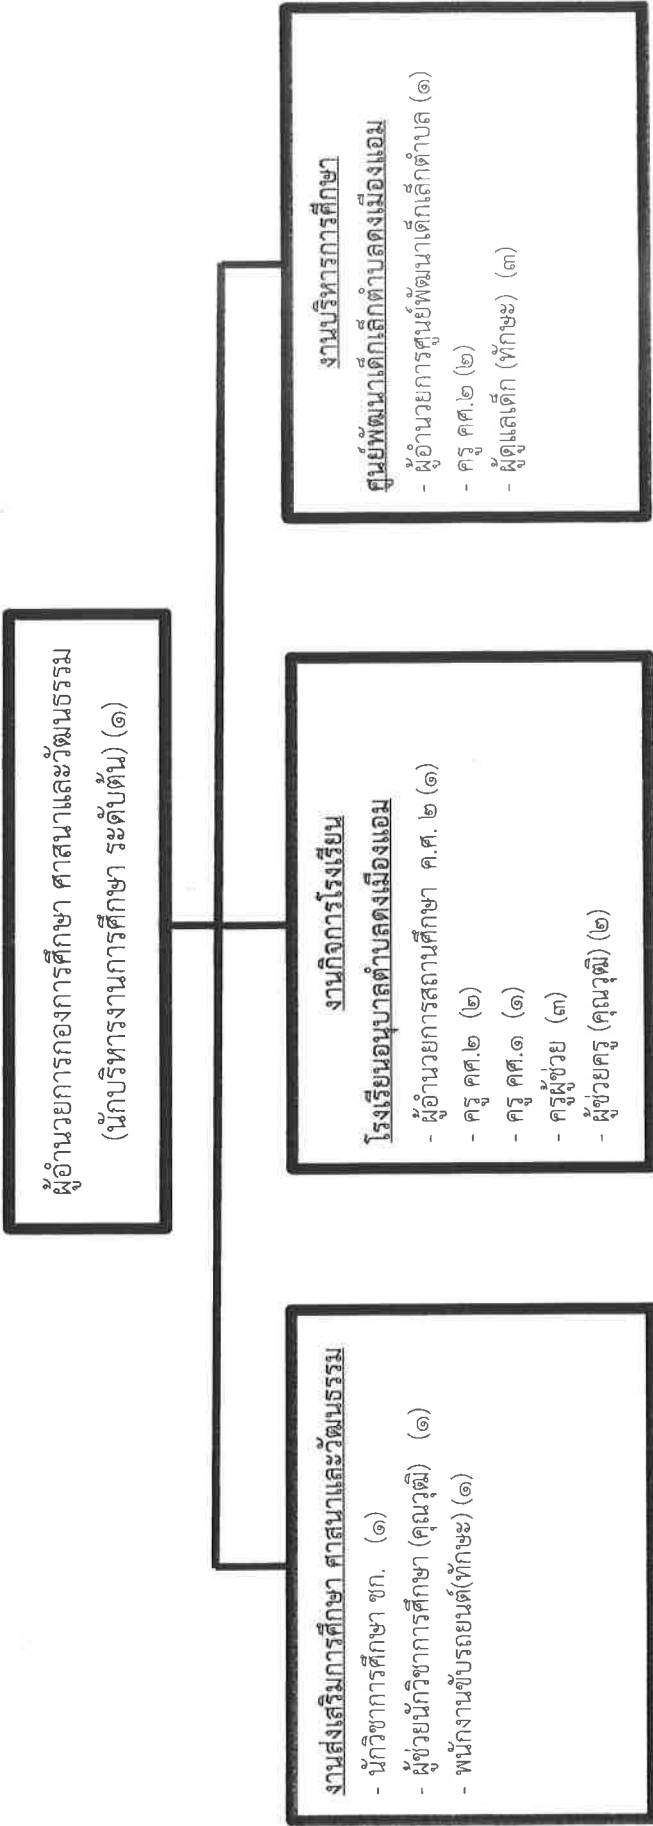 ผู้อำนวยการกองการศึกษา ศาสนาและวัฒนธรรม
(นักบริหารงานการศึกษา ระดับต้น) (๑)
งานส่งเสริมการศึกษา ศาสนาและวัฒนธรรม
- นักวิชาการศึกษา ชก. (๑)
- ผู้ช่วยนักวิชาการศึกษา (คุณวุฒิ) (๑)
- พนักงานขับรถยนต์(ทักษะ) (๑)
งานกิจการโรงเรียน
โรงเรียนอนุบาลตำบลดงเมืองแอม
- ผู้อำนวยการสถานศึกษา ค.ศ. ๒ (๑)
- ครู คศ.๒ (๒)
- ครู คศ.๑ (๑)
- ครูผู้ช่วย (๓)
- ผู้ช่วยครู (คุณวุฒิ) (๒)
งานบริหารการศึกษา
ศูนย์พัฒนาเด็กเล็กตำบลดงเมืองแอม
- ผู้อำนวยการศูนย์พัฒนาเด็กเล็กตำบล (๑)
- ครู คศ.๒ (๒)
- ผู้ดูแลเด็ก (ทักษะ) (๓)